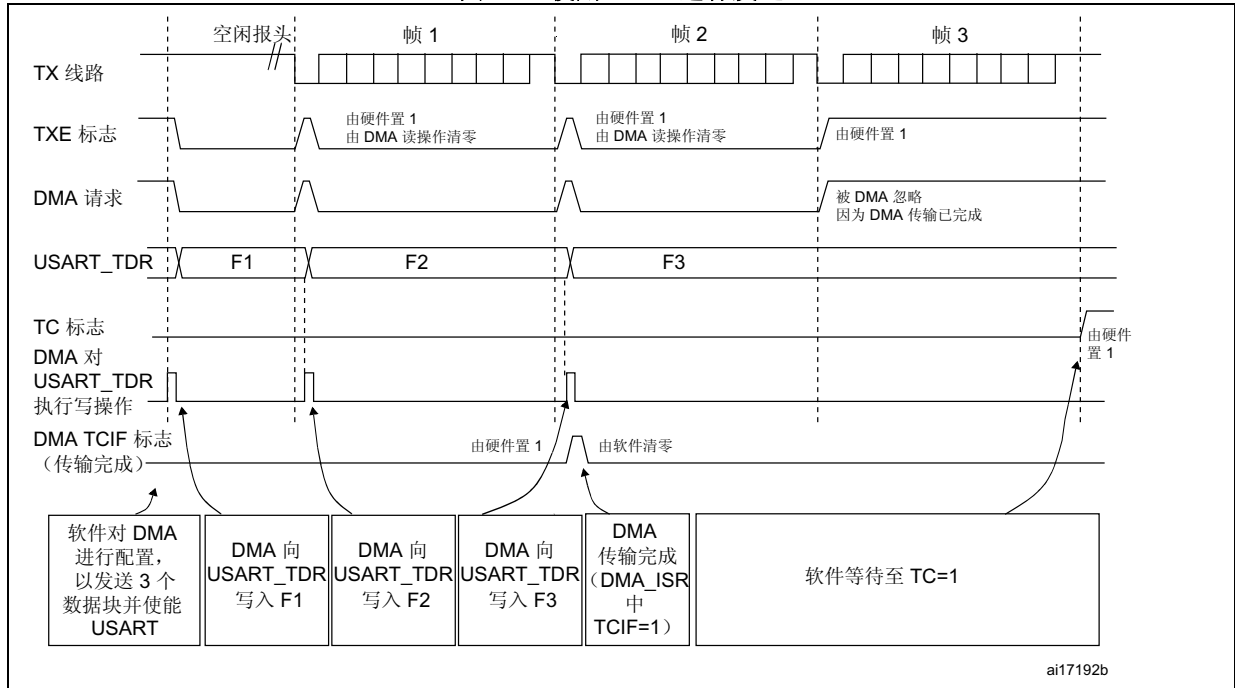 空闲报头 帧 1 帧 2 帧 3
TX 线路
TXE 标志
由硬件置 1
由 DMA 读操作清零
由硬件置 1
由 DMA 读操作清零
由硬件置 1
DMA 请求
被 DMA 忽略
因为 DMA 传输已完成
USART_TDR F1 F2 F3
TC 标志
由硬件
置 1
DMA 对
USART_TDR
执行写操作
DMA TCIF 标志
（传输完成）
由硬件置 1 由软件清零
软件对 DMA
进行配置，
以发送 3 个
数据块并使能
USART
DMA 向
USART_TDR
写入 F1
DMA 向
USART_TDR
写入 F2
DMA 向
USART_TDR
写入 F3
DMA
传输完成
（DMA_ISR
中
TCIF=1）
软件等待至 TC=1
ai17192b